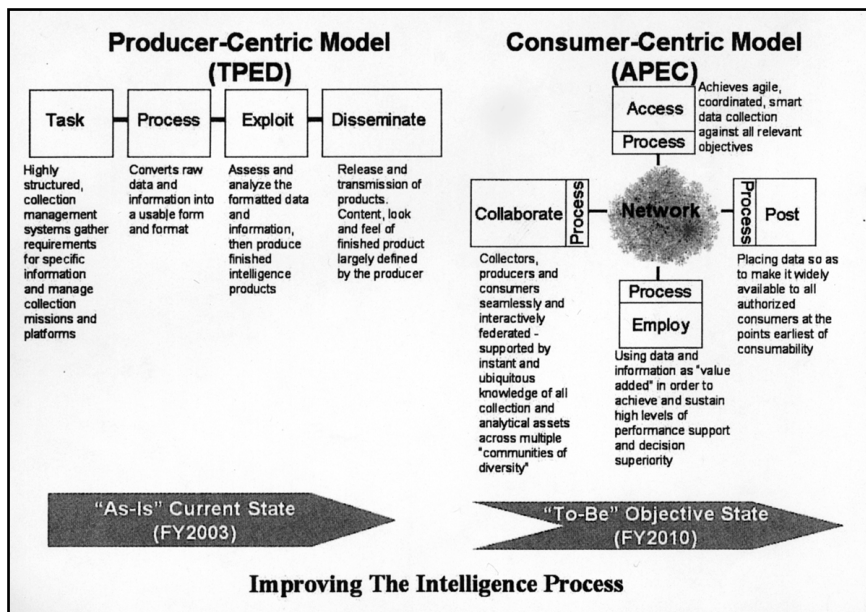 Producer-Centric Model
(TPED)
Task
Process
Exploit
Disseminate
Highly
structured,
collection
management
systems gather
requirements
for specific
information
and manage
collection
missions and
platforms
Converts raw
data and
information into
a usable form
and format
Assess and
analyze the
formatted data
and
information,
then produce
finished
intelligence
products
Release and
transmission of
products.
Content, look
and feel of
finished product
largely defined
by the producer
"As-Is" Current State
(FY2003)
Consumer-Centric Model
(APEC)
Access
Process
Achieves agile,
coordinated, smart
data collection
against all relevant
objectives
Collaborate
Process
Network
Process
Post
Collectors,
producers and
consumers
seamlessly and
interactively
federated -
supported by
instant and
ubiquitous
knowledge of all
collection and
analytical assets
across multiple
"communities of
diversity"
Process
Employ
Using data and
information as "value
added" in order to
achieve and sustain
high levels of
performance support
and decision
superiority
Placing data so as
to make it widely
available to all
authorized
consumers at the
points earliest of
consumability
"To-Be" Objective State
(FY2010)
Improving The Intelligence Process